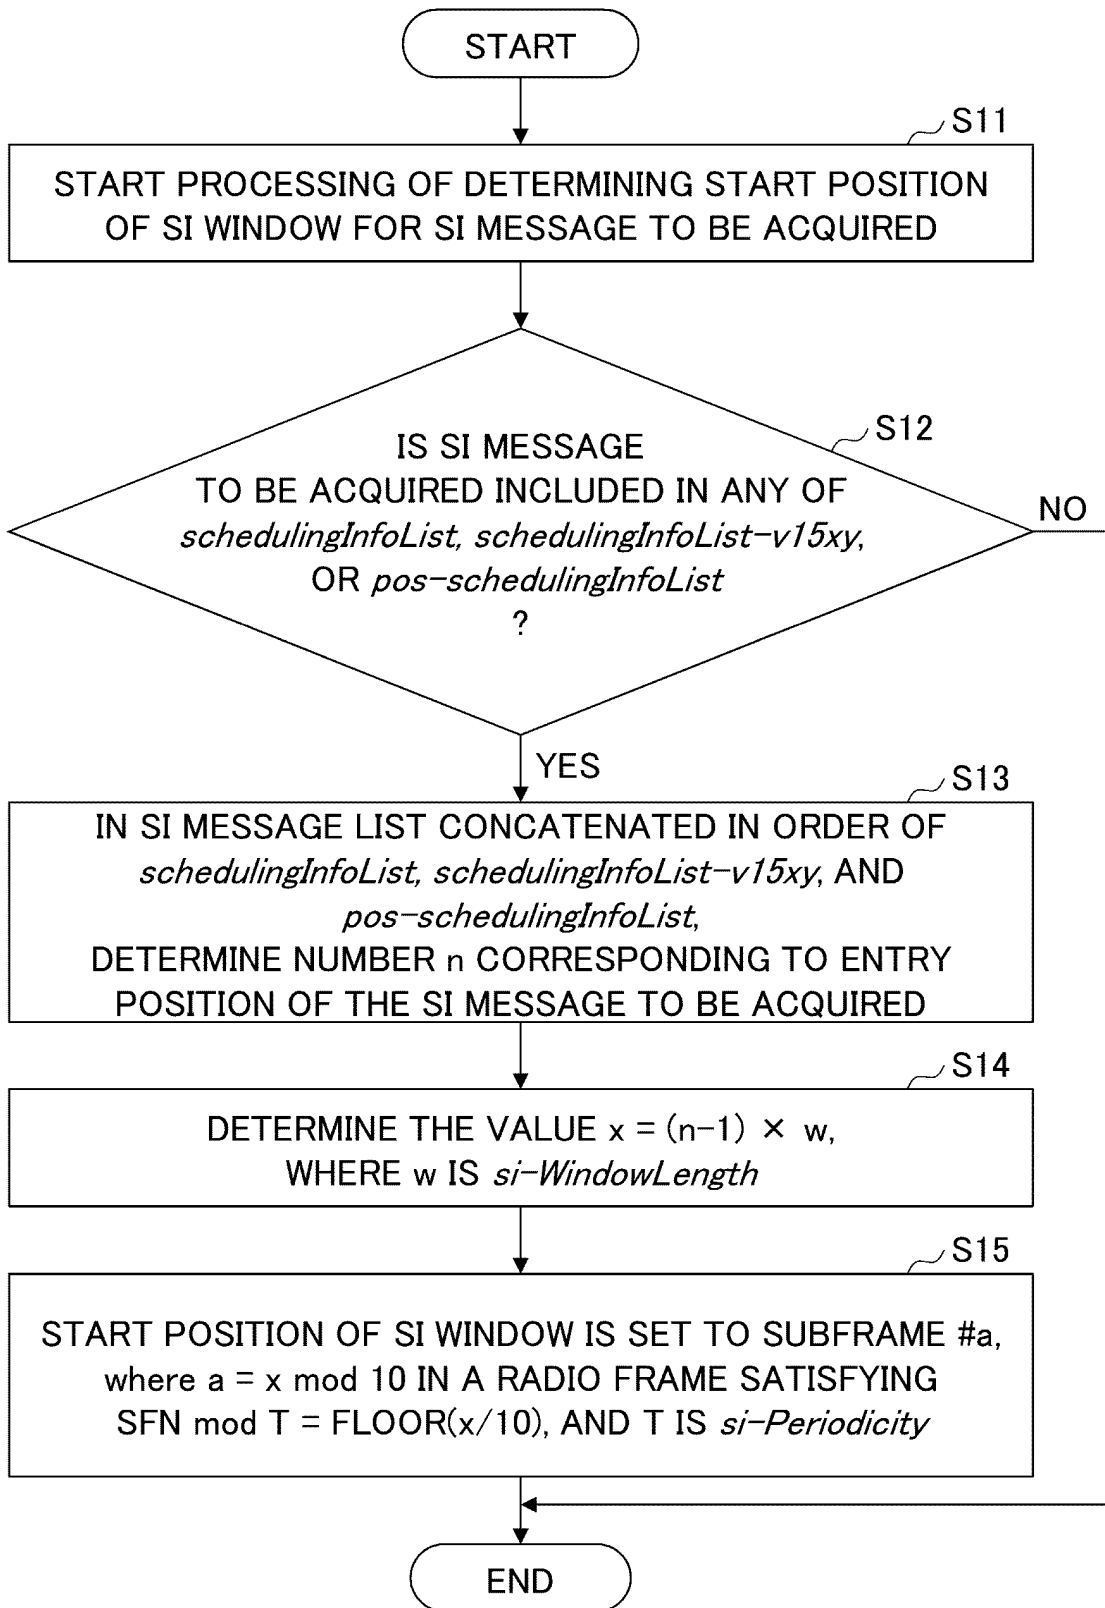 START
S11
START PROCESSING OF DETERMINING START POSITION
OF SI WINDOW FOR SI MESSAGE TO BE ACQUIRED
S12
IS SI MESSAGE
TO BE ACQUIRED INCLUDED IN ANY OF
schedulingInfoList, schedulingInfoList-v15xy,
OR pos-schedulingInfoList
?
NO
YES
S13
IN SI MESSAGE LIST CONCATENATED IN ORDER OF
schedulingInfoList, schedulingInfoList-v15xy, AND
pos-schedulingInfoList,
DETERMINE NUMBER n CORRESPONDING TO ENTRY
POSITION OF THE SI MESSAGE TO BE ACQUIRED
S14
DETERMINE THE VALUE x = (n-1) × w,
WHERE w IS si-WindowLength
S15
START POSITION OF SI WINDOW IS SET TO SUBFRAME #a,
where a = x mod 10 IN A RADIO FRAME SATISFYING
SFN mod T = FLOOR(x/10), AND T IS si-Periodicity
END